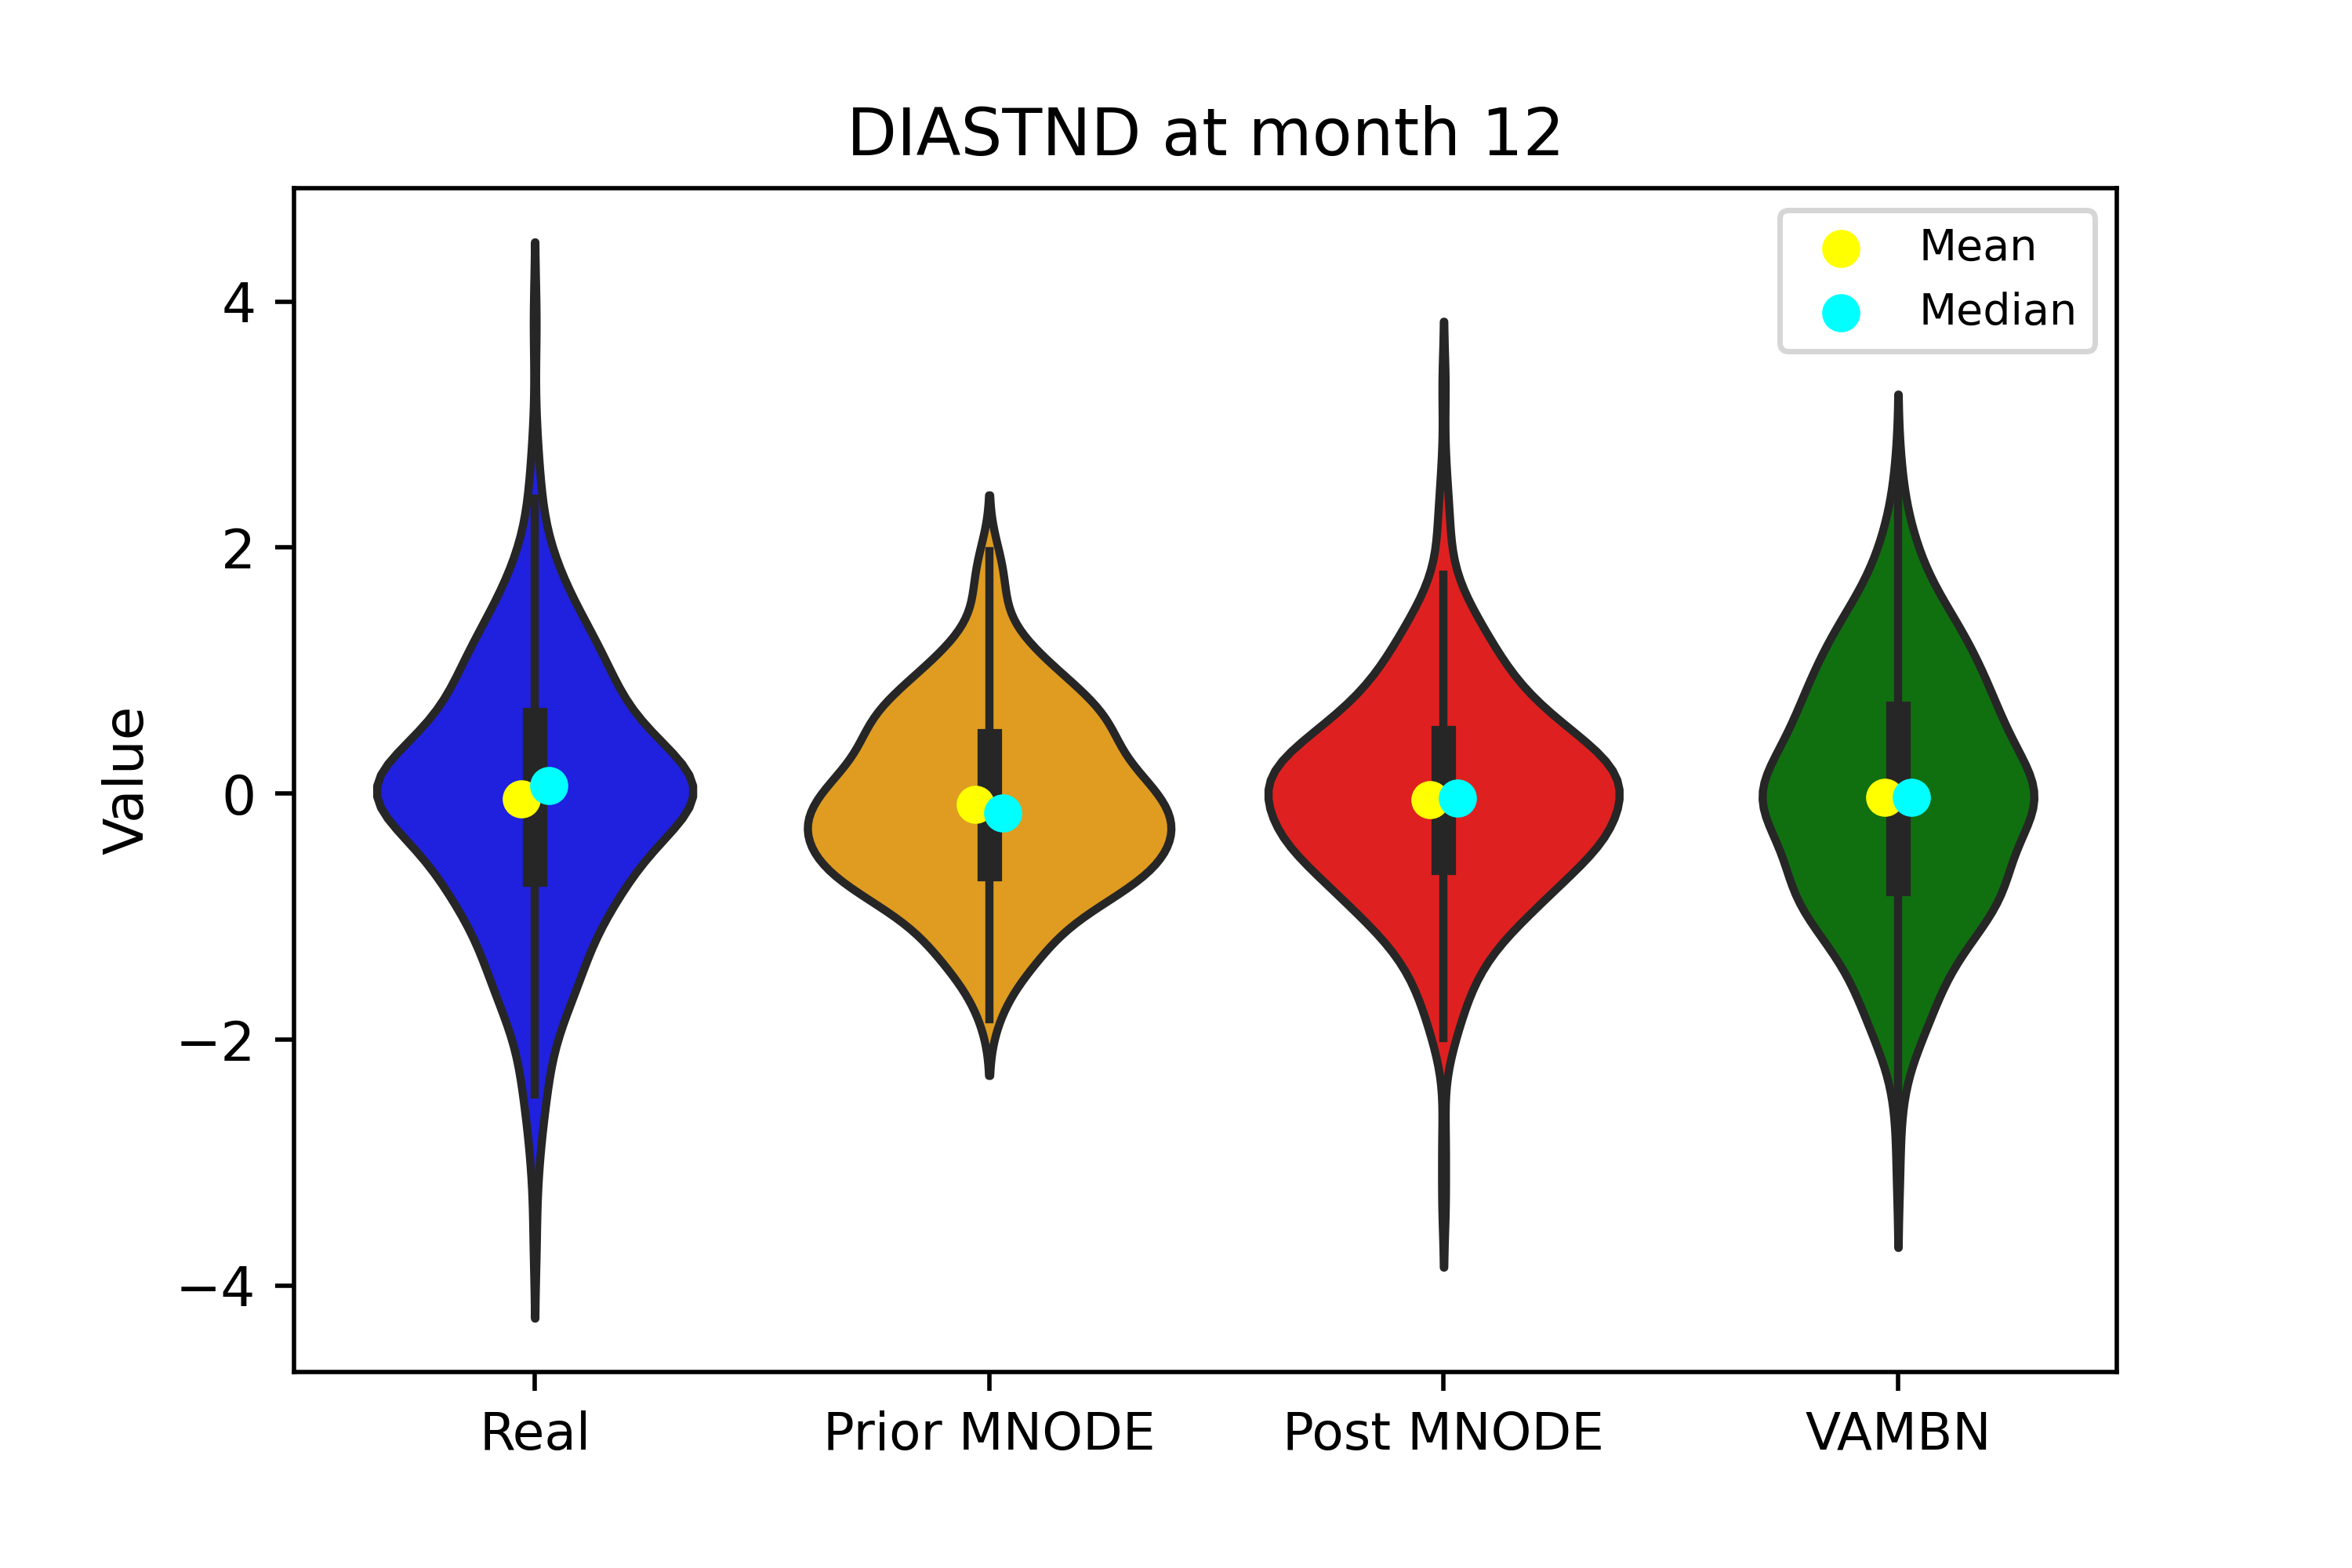 DIASTND at month 12
Mean
Median
Value
4
2
0
−2
−4
Real
Prior MNODE
Post MNODE
VAMBN